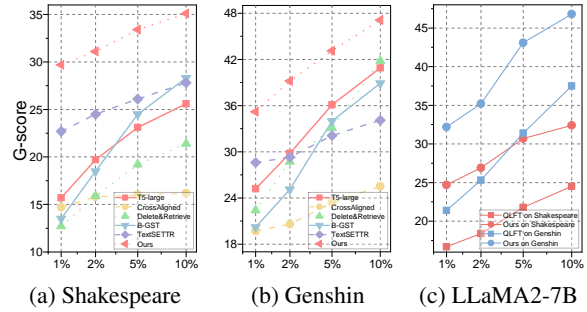 G-score
35
30
25
20
15
10
1%
2%
5%
10%
T5-large
CrossAligned
Delete&Retrieve
B-GST
TextSETTR
Ours
(a) Shakespeare
48
42
36
30
24
18
1%
2%
5%
10%
T5-large
CrossAligned
Delete&Retrieve
B-GST
TextSETTR
Ours
(b) Genshin
45
40
35
30
25
20
1%
2%
5%
10%
QLFT on Shakespeare
Ours on Shakespeare
QLFT on Genshin
Ours on Genshin
(c) LLaMA2-7B